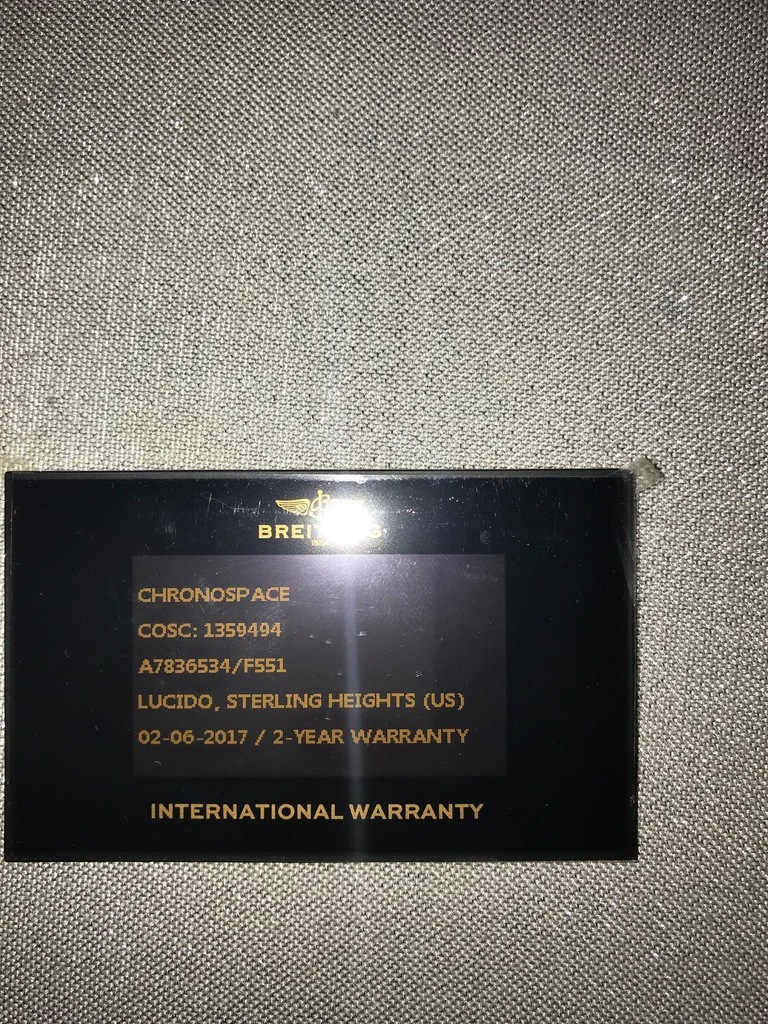 CHRONOSPACE
COSC: 1359494
A7836534/F551
LUCIDO, STERLING HEIGHTS (US)
02-06-2017 / 2-YEAR WARRANTY
INTERNATIONAL WARRANTY